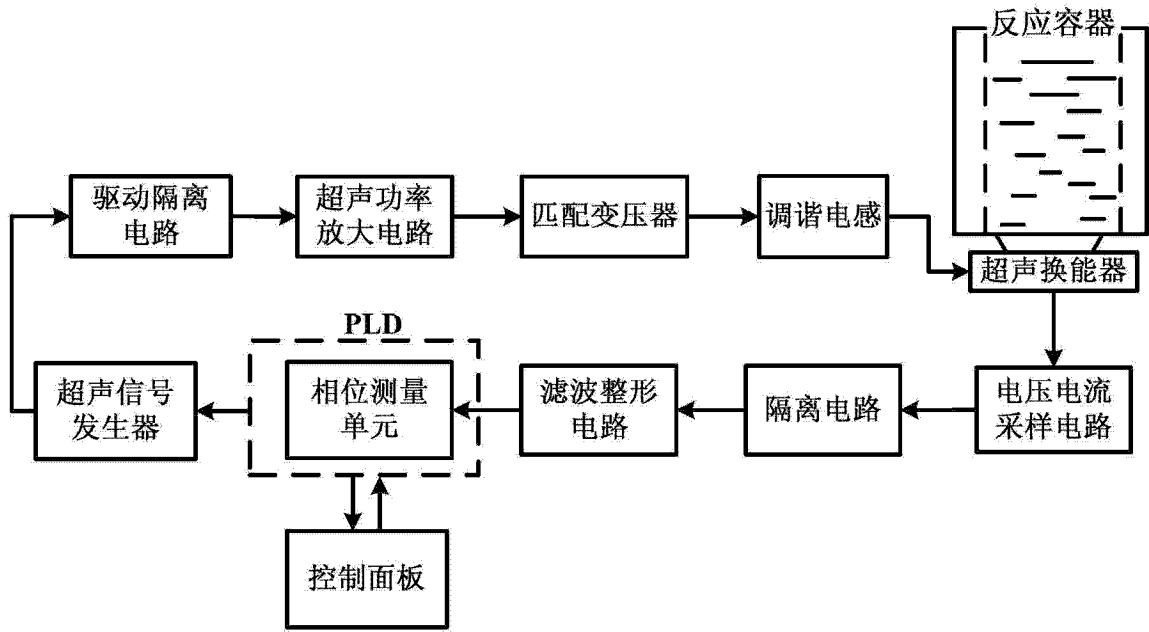 反应容器
驱动隔离
电路
超声功率
放大电路
匹配变压器
调谐电感
超声换能器
PLD
超声信号
发生器
相位测量
单元
滤波整形
电路
隔离电路
电压电流
采样电路
控制面板